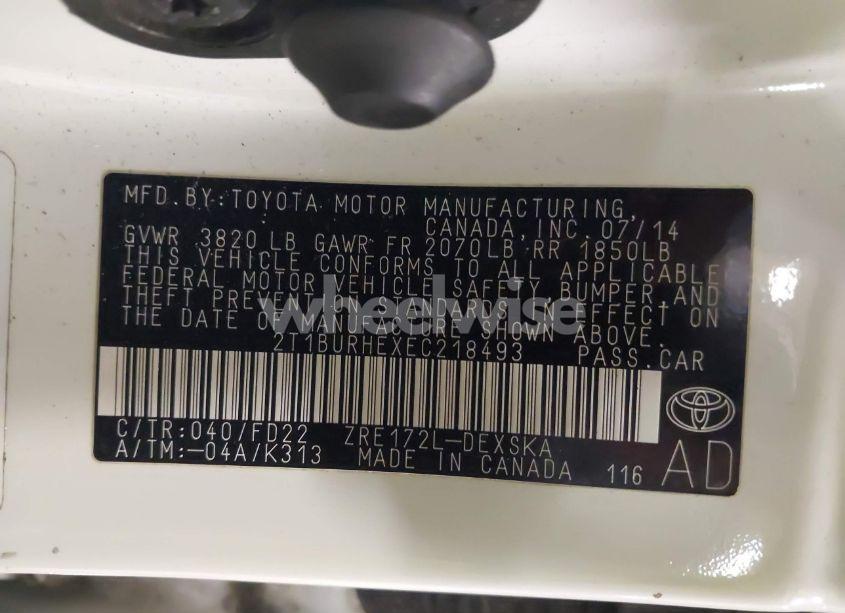 MFD. BY: TOYOTA MOTOR MANUFACTURING,
CANADA, INC. 07/14
GVWR 3820 LB GAWR FR 2070LB RR 1850LB
THIS VEHICLE CONFORMS TO ALL APPLICABLE
FEDERAL MOTOR VEHICLE SAFETY, BUMPER, AND
THEFT PREVENTION STANDARDS IN EFFECT ON
THE DATE OF MANUFACTURE SHOWN ABOVE.
2T1BURHEXEC218493 PASS. CAR
C/TR: 040/FD22 ZRE172L-DEXSKA
A/TM: -04A/K313 MADE IN CANADA 116 AD
wheelwise